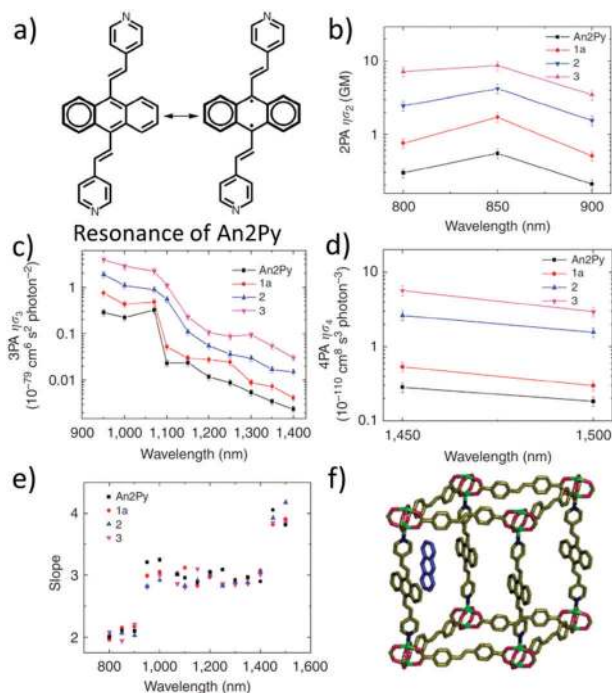 a)
N
N
N
N
Resonance of An2Py
b)
2PA ησ₂ (GM)
10
1
An2Py
1a
2
3
800
850
900
Wavelength (nm)
c)
3PA ησ₃
(10⁻⁷⁹ cm⁶ s² photon⁻²)
1
0.1
0.01
An2Py
1a
2
3
900
1,000
1,100
1,200
1,300
1,400
Wavelength (nm)
d)
4PA ησ₄
(10⁻¹¹⁰ cm⁸ s³ photon⁻³)
10
1
0.1
An2Py
1a
2
3
1,450
1,500
Wavelength (nm)
e)
Slope
4
3
2
An2Py
1a
2
3
800
1,000
1,200
1,400
1,600
Wavelength (nm)
f)